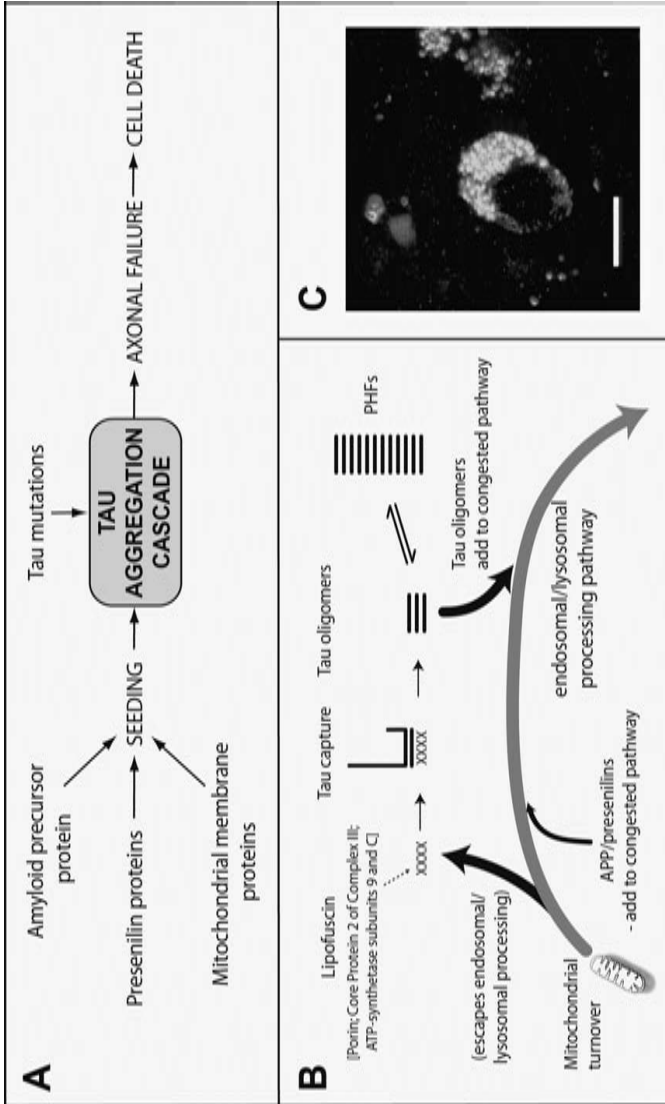 A
Amyloid precursor
protein
Presenilin proteins
Mitochondrial membrane
proteins
SEEDING
Tau mutations
TAU
AGGREGATION
CASCADE
AXONAL FAILURE
CELL DEATH
B
Lipofuscin
[Porin; Core Protein 2 of Complex III;
ATP-synthetase subunits 9 and C]
xxxx
Tau capture
xxxx
Tau oligomers
PHFs
(escapes endosomal/
lysosomal processing)
Tau oligomers
add to congested pathway
Mitochondrial
turnover
APP/presenilins
- add to congested pathway
endosomal/lysosomal
processing pathway
C